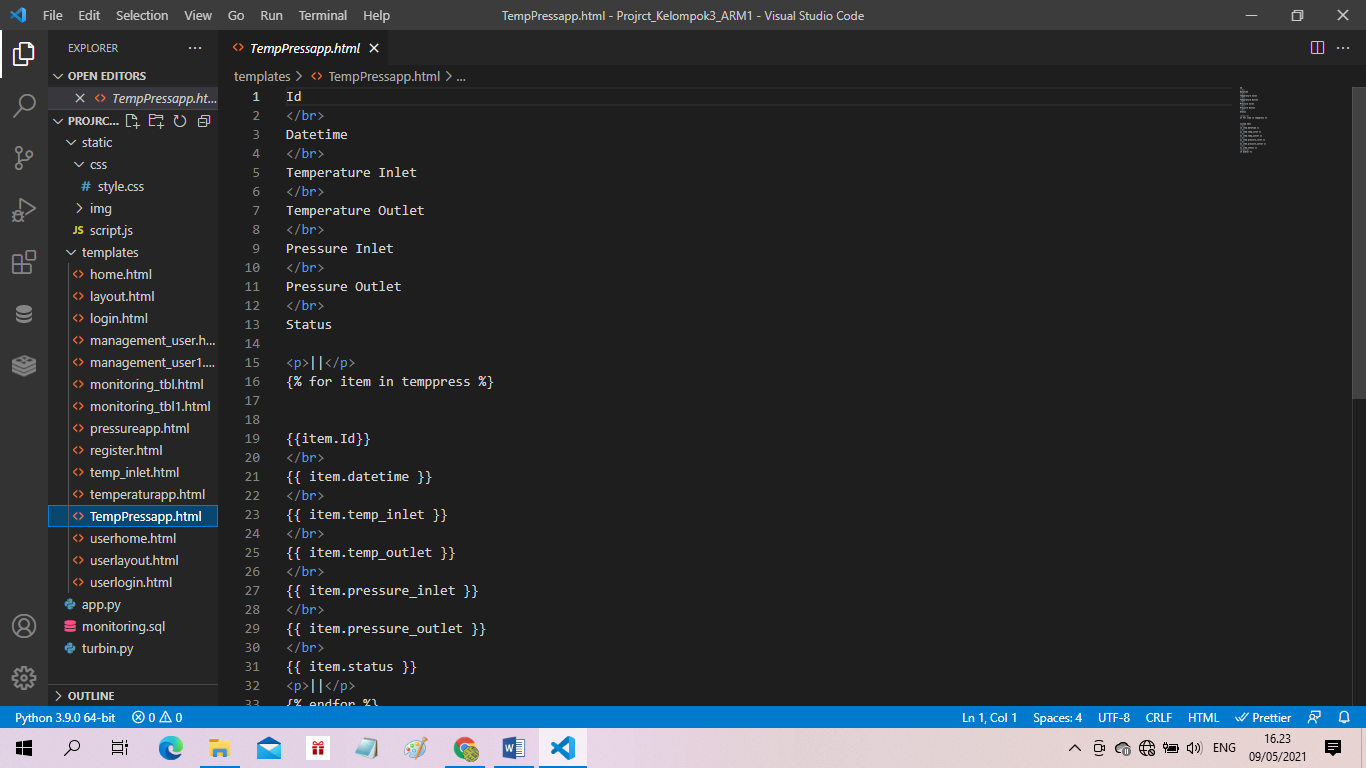 File Edit Selection View Go Run Terminal Help TempPressapp.html - Projrct_Kelompok3_ARM1 - Visual Studio Code
EXPLORER
TempPressapp.html
OPEN EDITORS
TempPressapp.ht...
PROJRC...
static
css
# style.css
img
JS script.js
templates
home.html
layout.html
login.html
management_user.h...
management_user1....
monitoring_tbl.html
monitoring_tbl1.html
pressureapp.html
register.html
temp_inlet.html
temperaturapp.html
TempPressapp.html
userhome.html
userlayout.html
userlogin.html
app.py
monitoring.sql
turbin.py
OUTLINE
templates > TempPressapp.html > ...
1 Id
2 </br>
3 Datetime
4 </br>
5 Temperature Inlet
6 </br>
7 Temperature Outlet
8 </br>
9 Pressure Inlet
10 </br>
11 Pressure Outlet
12 </br>
13 Status
14
15 <p>||</p>
16 {% for item in temppress %}
17
18
19 {{item.Id}}
20 </br>
21 {{ item.datetime }}
22 </br>
23 {{ item.temp_inlet }}
24 </br>
25 {{ item.temp_outlet }}
26 </br>
27 {{ item.pressure_inlet }}
28 </br>
29 {{ item.pressure_outlet }}
30 </br>
31 {{ item.status }}
32 <p>||</p>
33 {% endfor %}
Python 3.9.0 64-bit 0 0 Ln 1, Col 1 Spaces: 4 UTF-8 CRLF HTML Prettier
ENG 16.23
09/05/2021